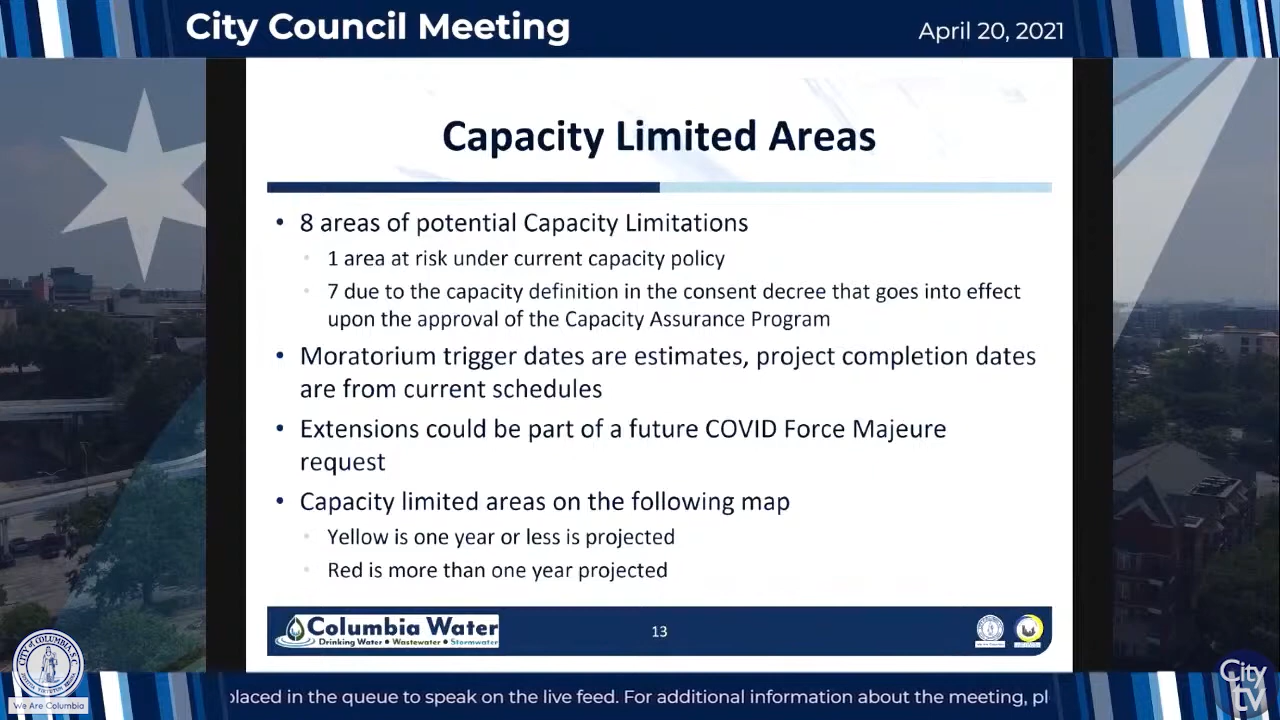 City Council Meeting
April 20, 2021
Capacity Limited Areas
• 8 areas of potential Capacity Limitations
• 1 area at risk under current capacity policy
• 7 due to the capacity definition in the consent decree that goes into effect
upon the approval of the Capacity Assurance Program
• Moratorium trigger dates are estimates, project completion dates
are from current schedules
• Extensions could be part of a future COVID Force Majeure
request
• Capacity limited areas on the following map
• Yellow is one year or less is projected
• Red is more than one year projected
Columbia Water
Drinking Water • Wastewater • Stormwater
13
We Are Columbia
placed in the queue to speak on the live feed. For additional information about the meeting, pl
City
tv